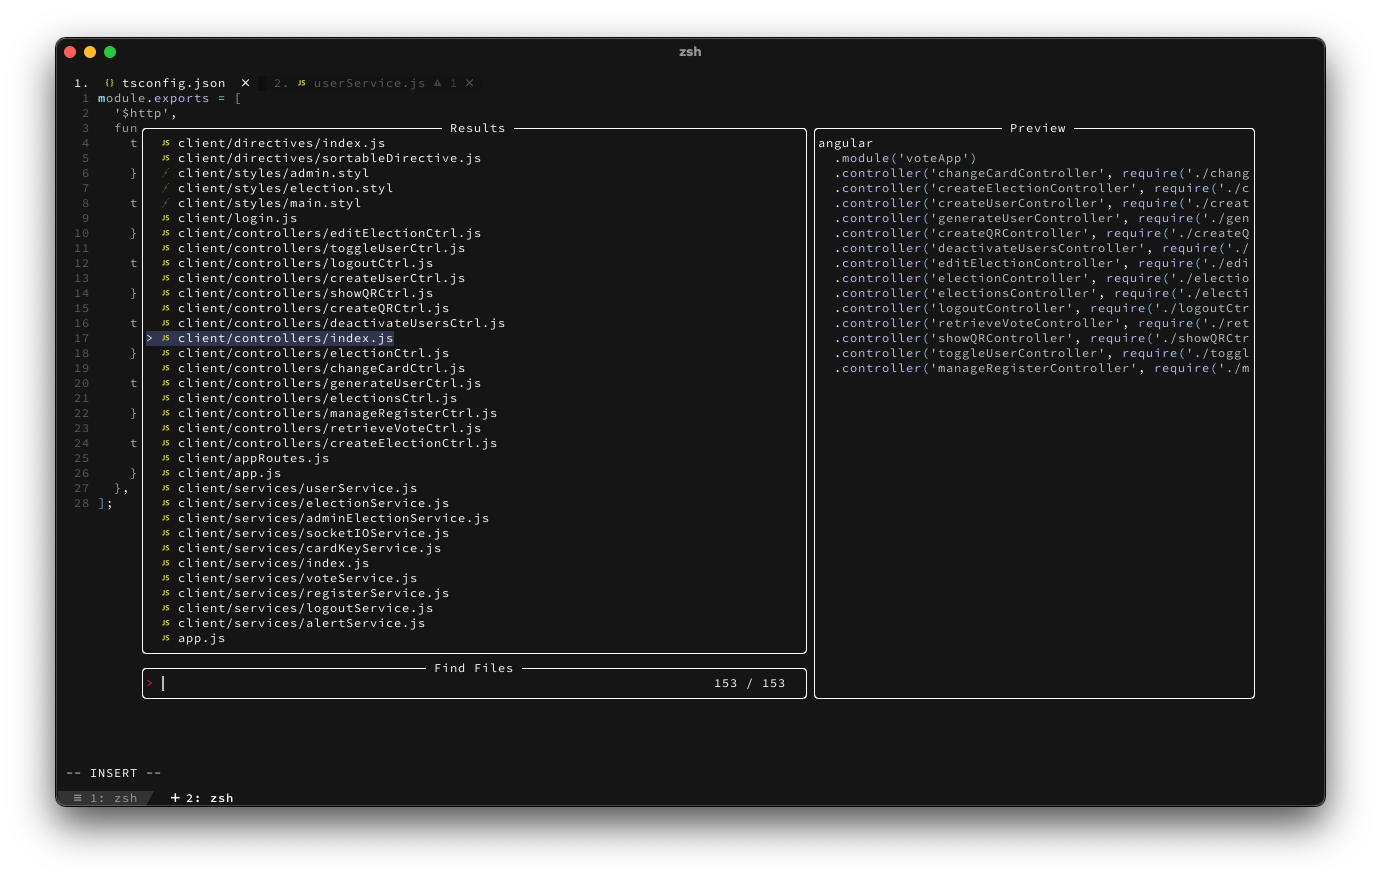 zsh
1. {} tsconfig.json × 2. JS userService.js 1 ×
1 module.exports = [
2 '$http',
3 fun
4 t
5
6 }
7
8 t
9
10 }
11
12 t
13
14 }
15
16 t
17
18 }
19
20 t
21
22 }
23
24 t
25
26 }
27 },
28 ];
Results
JS client/directives/index.js
JS client/directives/sortableDirective.js
client/styles/admin.styl
client/styles/election.styl
client/styles/main.styl
JS client/login.js
JS client/controllers/editElectionCtrl.js
JS client/controllers/toggleUserCtrl.js
JS client/controllers/logoutCtrl.js
JS client/controllers/createUserCtrl.js
JS client/controllers/showQRCtrl.js
JS client/controllers/createQRCtrl.js
JS client/controllers/deactivateUsersCtrl.js
> JS client/controllers/index.js
JS client/controllers/electionCtrl.js
JS client/controllers/changeCardCtrl.js
JS client/controllers/generateUserCtrl.js
JS client/controllers/electionsCtrl.js
JS client/controllers/manageRegisterCtrl.js
JS client/controllers/retrieveVoteCtrl.js
JS client/controllers/createElectionCtrl.js
JS client/appRoutes.js
JS client/app.js
JS client/services/userService.js
JS client/services/electionService.js
JS client/services/adminElectionService.js
JS client/services/socketIOService.js
JS client/services/cardKeyService.js
JS client/services/index.js
JS client/services/voteService.js
JS client/services/registerService.js
JS client/services/logoutService.js
JS client/services/alertService.js
JS app.js
Find Files
> 153 / 153
Preview
angular
.module('voteApp')
.controller('changeCardController', require('./chang
.controller('createElectionController', require('./c
.controller('createUserController', require('./creat
.controller('generateUserController', require('./gen
.controller('createQRController', require('./createQ
.controller('deactivateUsersController', require('./
.controller('editElectionController', require('./edi
.controller('electionController', require('./electio
.controller('electionsController', require('./electi
.controller('logoutController', require('./logoutCtr
.controller('retrieveVoteController', require('./ret
.controller('showQRController', require('./showQRCtr
.controller('toggleUserController', require('./toggl
.controller('manageRegisterController', require('./m
-- INSERT --
≡ 1: zsh + 2: zsh